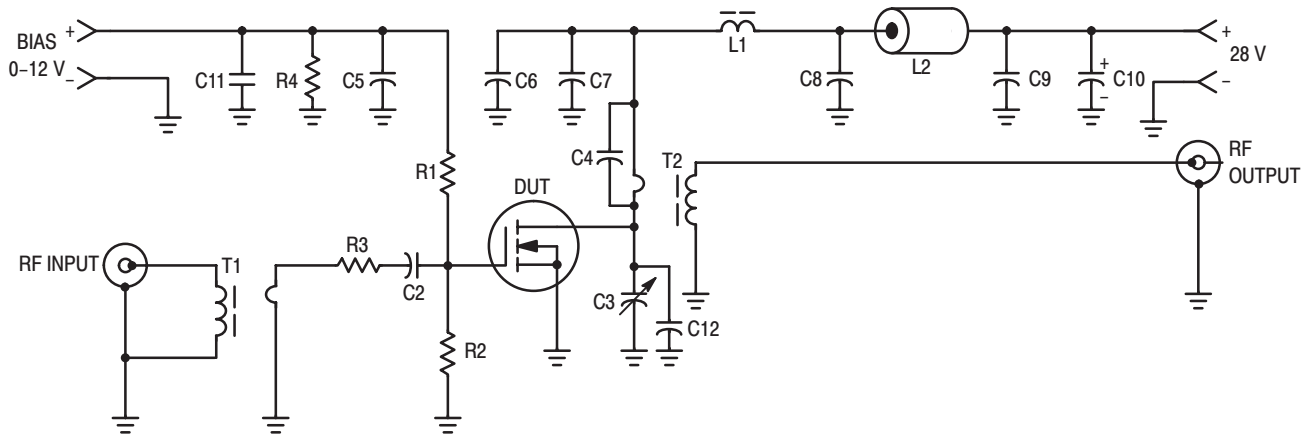 BIAS
0–12 V
+
–
C11
R4
C5
C6
C7
L1
C8
L2
C9
+
C10
–
+
28 V
–
R1
C4
T2
DUT
RF
OUTPUT
RF INPUT
T1
R3
C2
C3
C12
R2